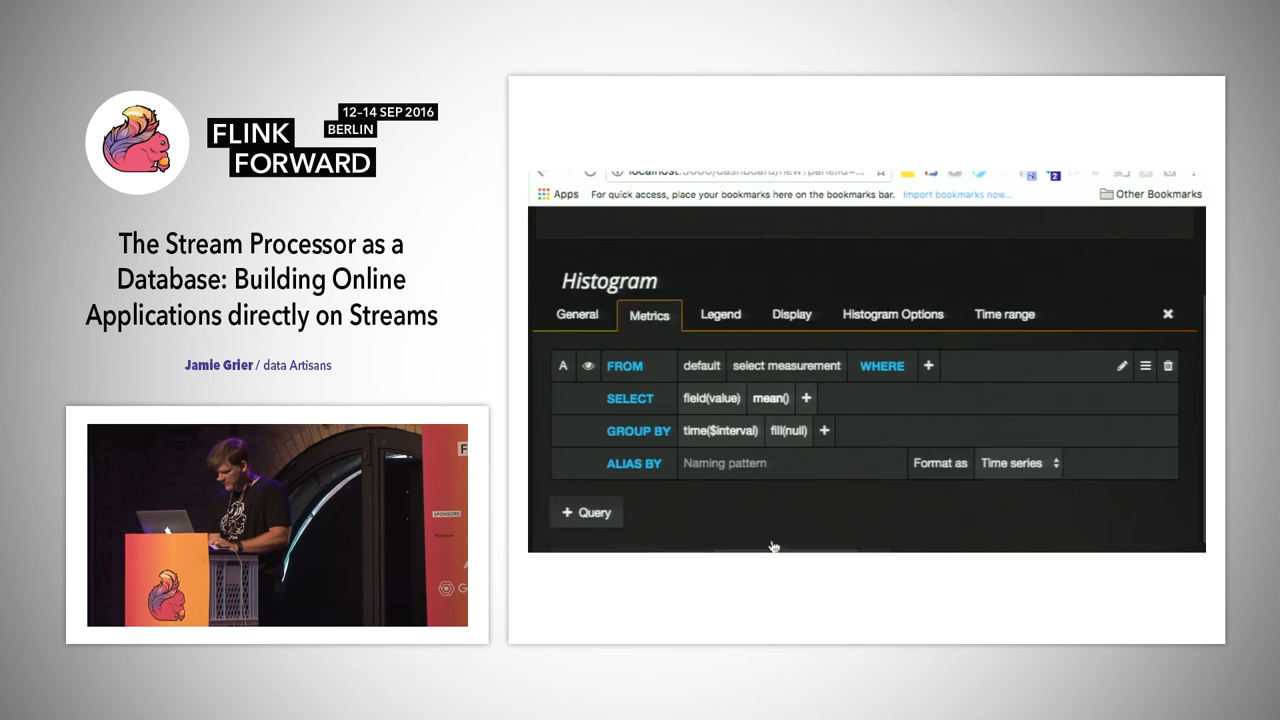 12–14 SEP 2016
BERLIN
FLINK
FORWARD
The Stream Processor as a
Database: Building Online
Applications directly on Streams
Jamie Grier / data Artisans
SPONSORS
Platinum
Apps For quick access, place your bookmarks here on the bookmarks bar. Import bookmarks now... Other Bookmarks
Histogram
General Metrics Legend Display Histogram Options Time range
A FROM default select measurement WHERE +
SELECT field(value) mean() +
GROUP BY time($interval) fill(null) +
ALIAS BY Naming pattern Format as Time series
+ Query